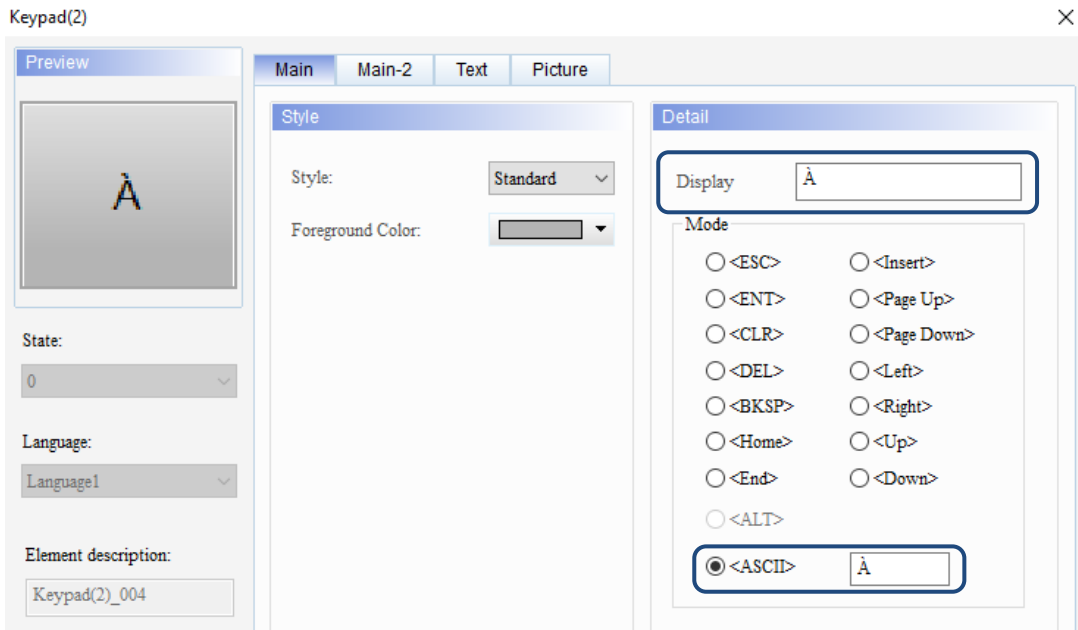 Keypad(2)
Preview
À
State:
0
Language:
Language1
Element description:
Keypad(2)_004
Main Main-2 Text Picture
Style
Style: Standard
Foreground Color:
Detail
Display À
Mode
<ESC> <Insert>
<ENT> <Page Up>
<CLR> <Page Down>
<DEL> <Left>
<BKSP> <Right>
<Home> <Up>
<End> <Down>
<ALT>
<ASCII> À